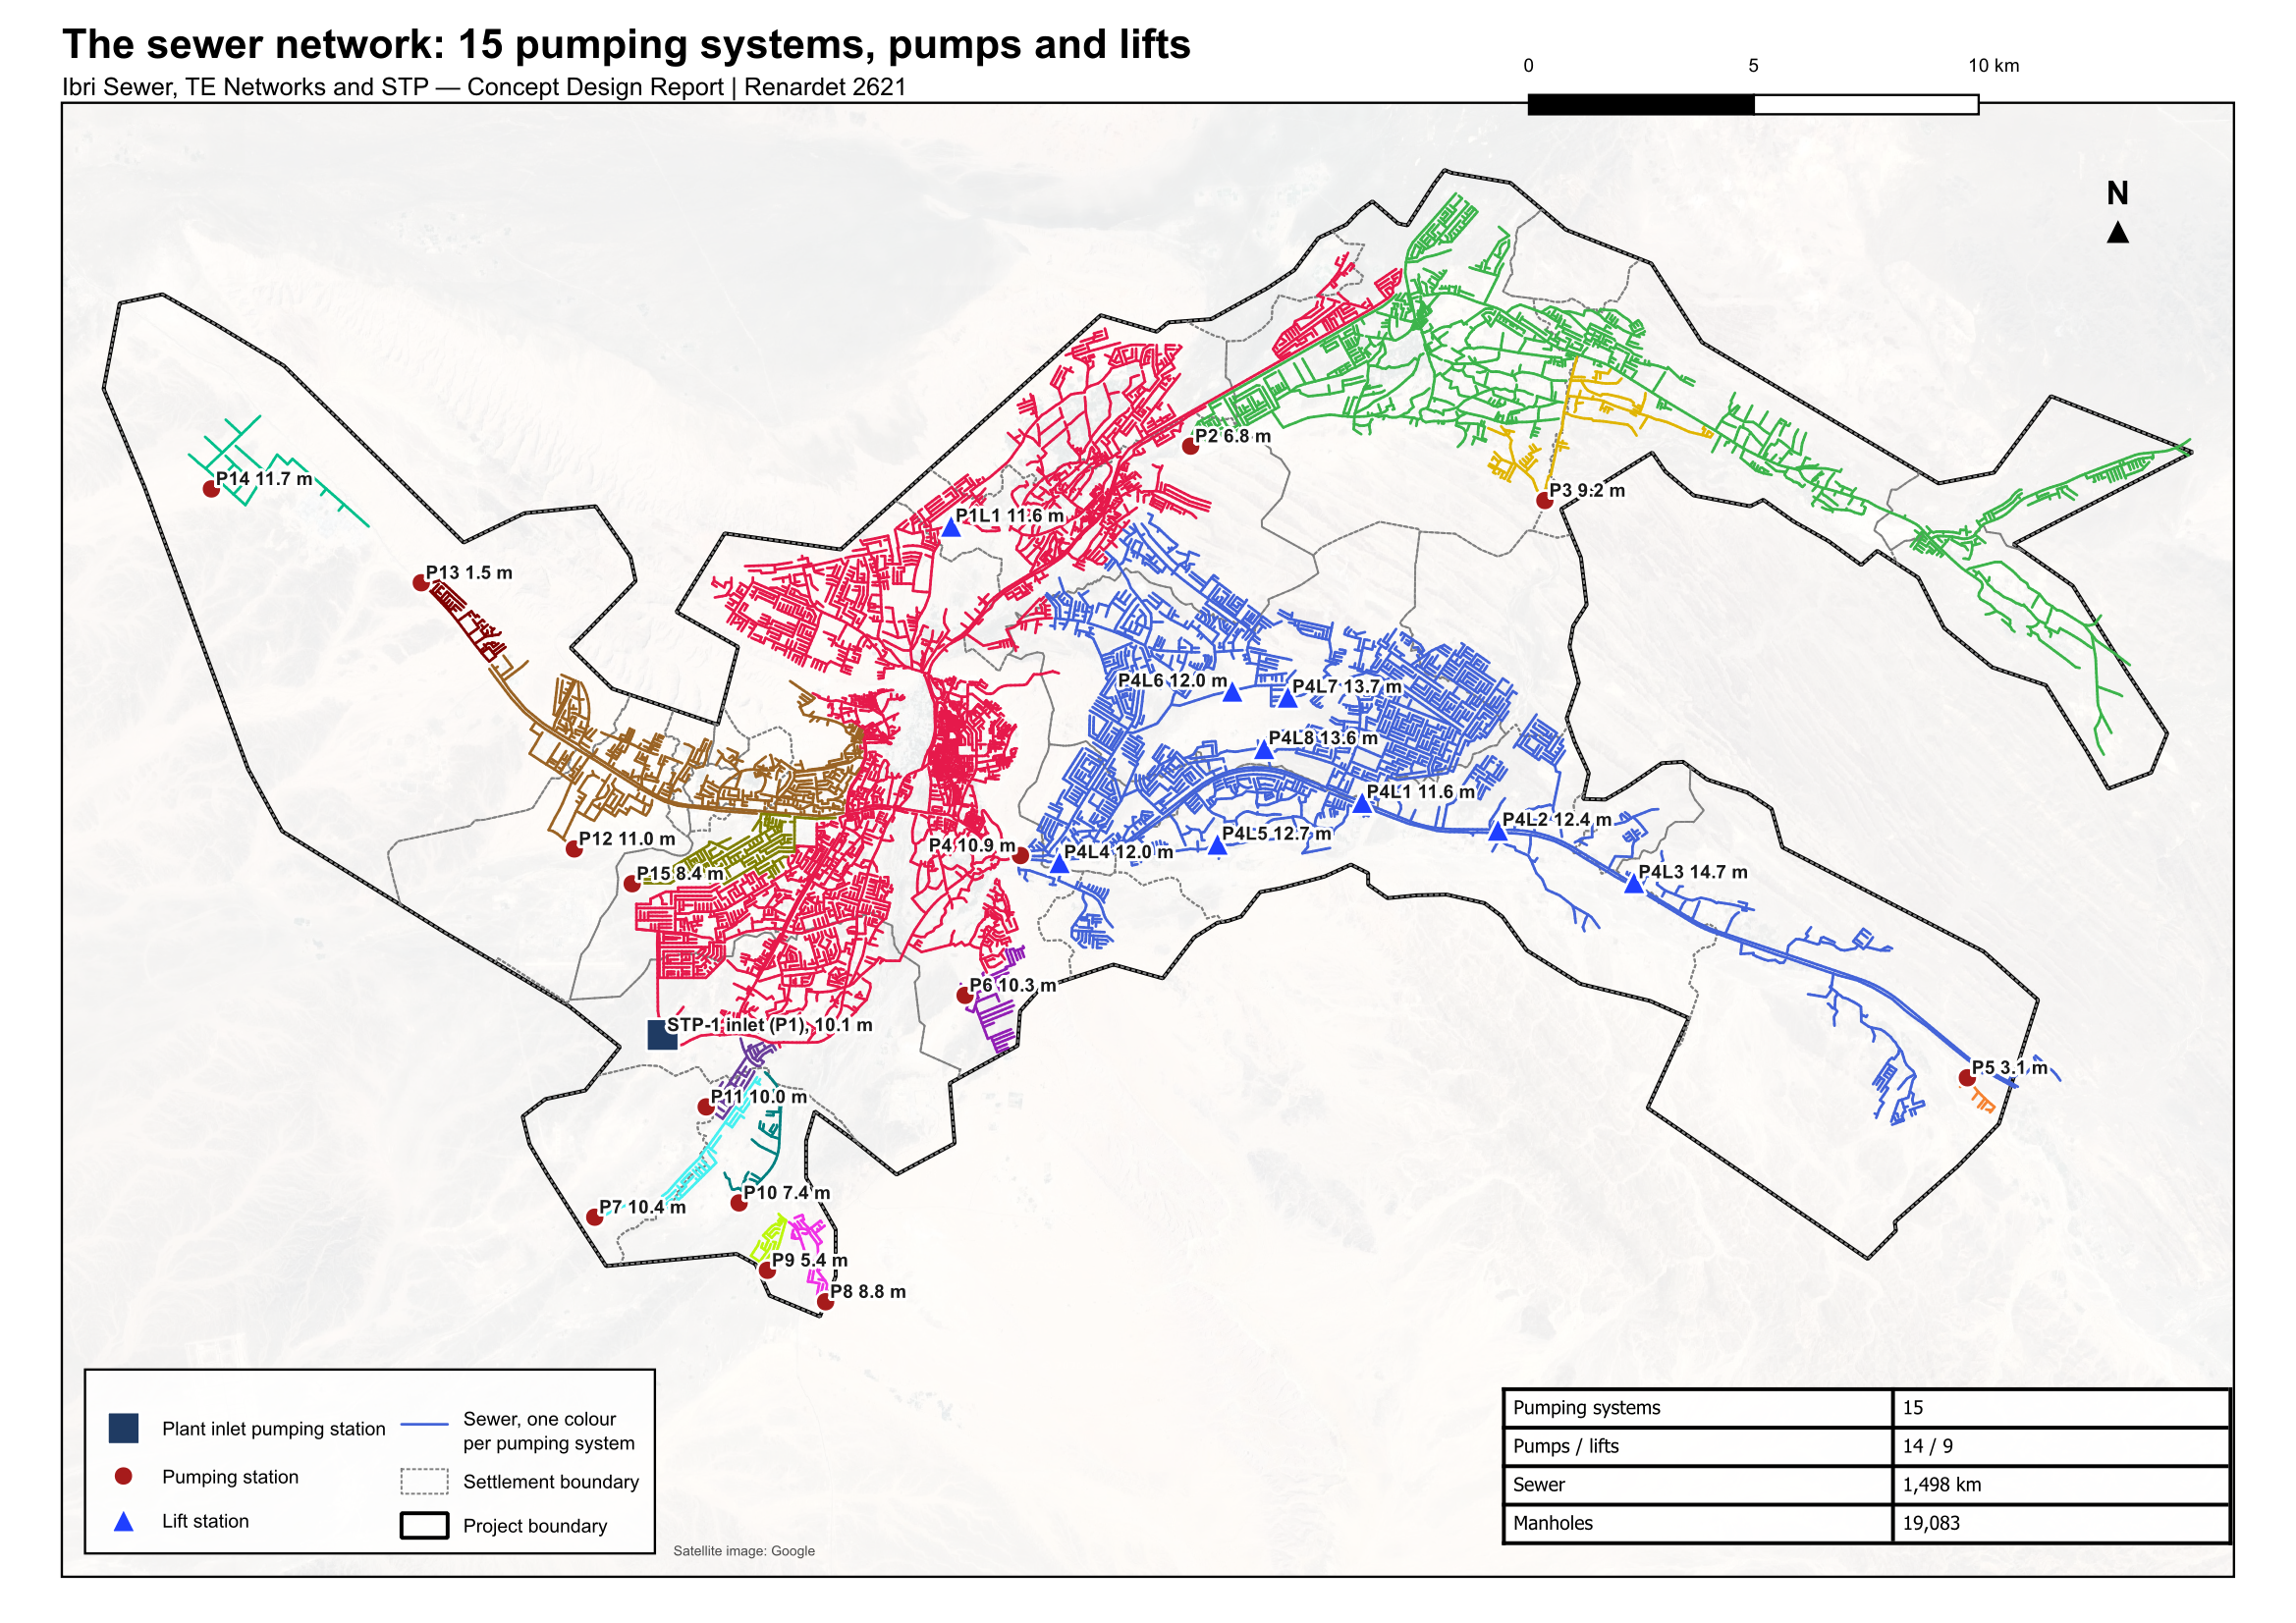 The sewer network: 15 pumping systems, pumps and lifts
Ibri Sewer, TE Networks and STP — Concept Design Report | Renardet 2621
0 5 10 km
N
P2 6.8 m
P14 11.7 m
P3 9.2 m
P1L1 11.6 m
P13 1.5 m
P4L6 12.0 m
P4L7 13.7 m
P4L8 13.6 m
P4L1 11.6 m
P4L2 12.4 m
P12 11.0 m
P4 10.9 m
P4L4 12.0 m
P4L5 12.7 m
P15 8.4 m
P4L3 14.7 m
P6 10.3 m
STP-1 inlet (P1), 10.1 m
P5 3.1 m
P11 10.0 m
P10 7.4 m
P7 10.4 m
P9 5.4 m
P8 8.8 m
Plant inlet pumping station
Pumping station
Lift station
Sewer, one colour
per pumping system
Settlement boundary
Project boundary
Satellite image: Google
Pumping systems 15
Pumps / lifts 14 / 9
Sewer 1,498 km
Manholes 19,083